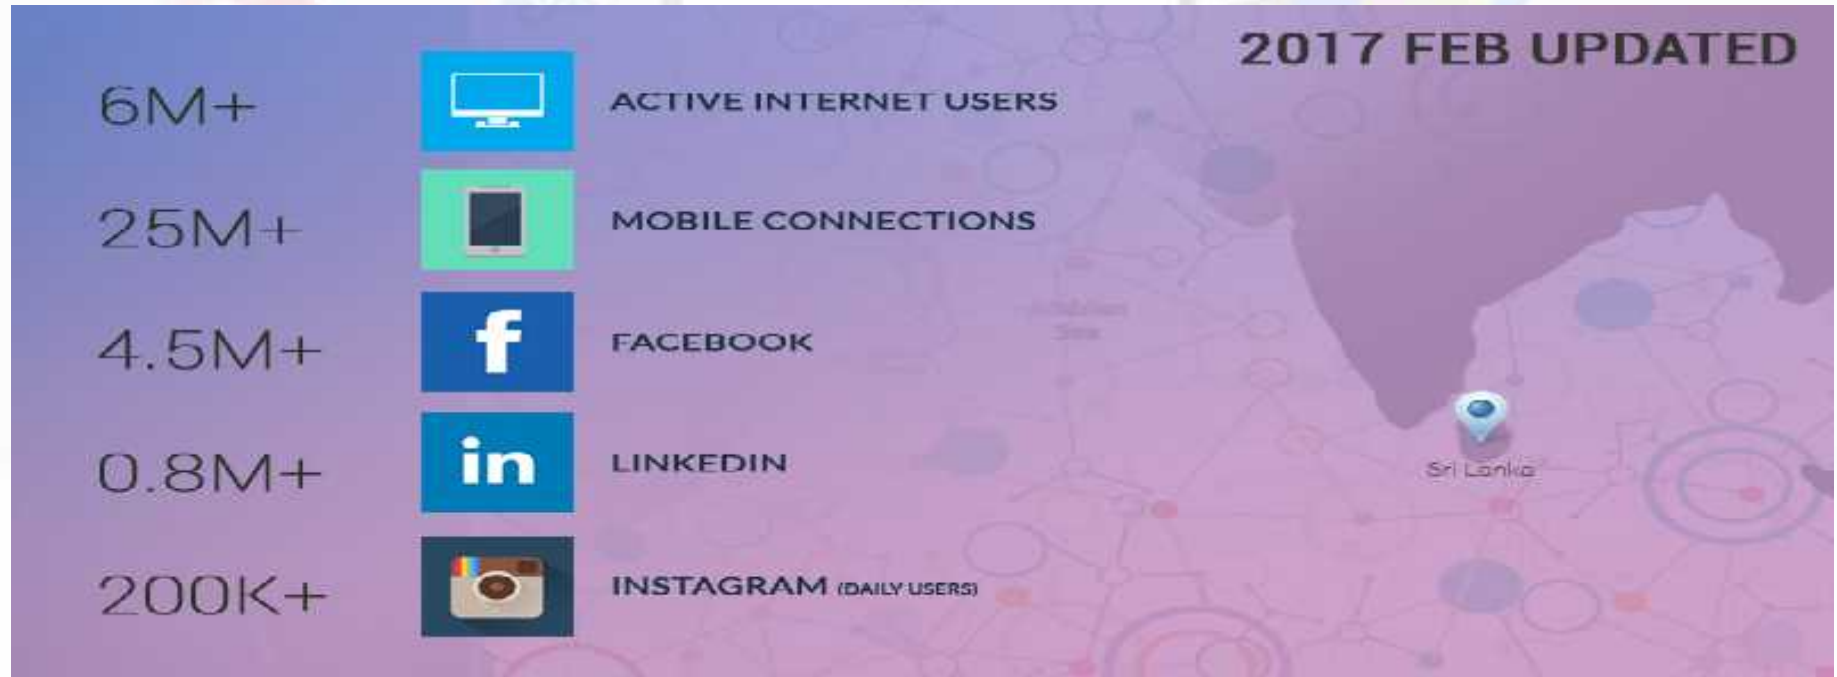 2017 FEB UPDATED
6M+ ACTIVE INTERNET USERS
25M+ MOBILE CONNECTIONS
4.5M+ f FACEBOOK
0.8M+ in LINKEDIN
200K+ INSTAGRAM (DAILY USERS)
Sri Lanka